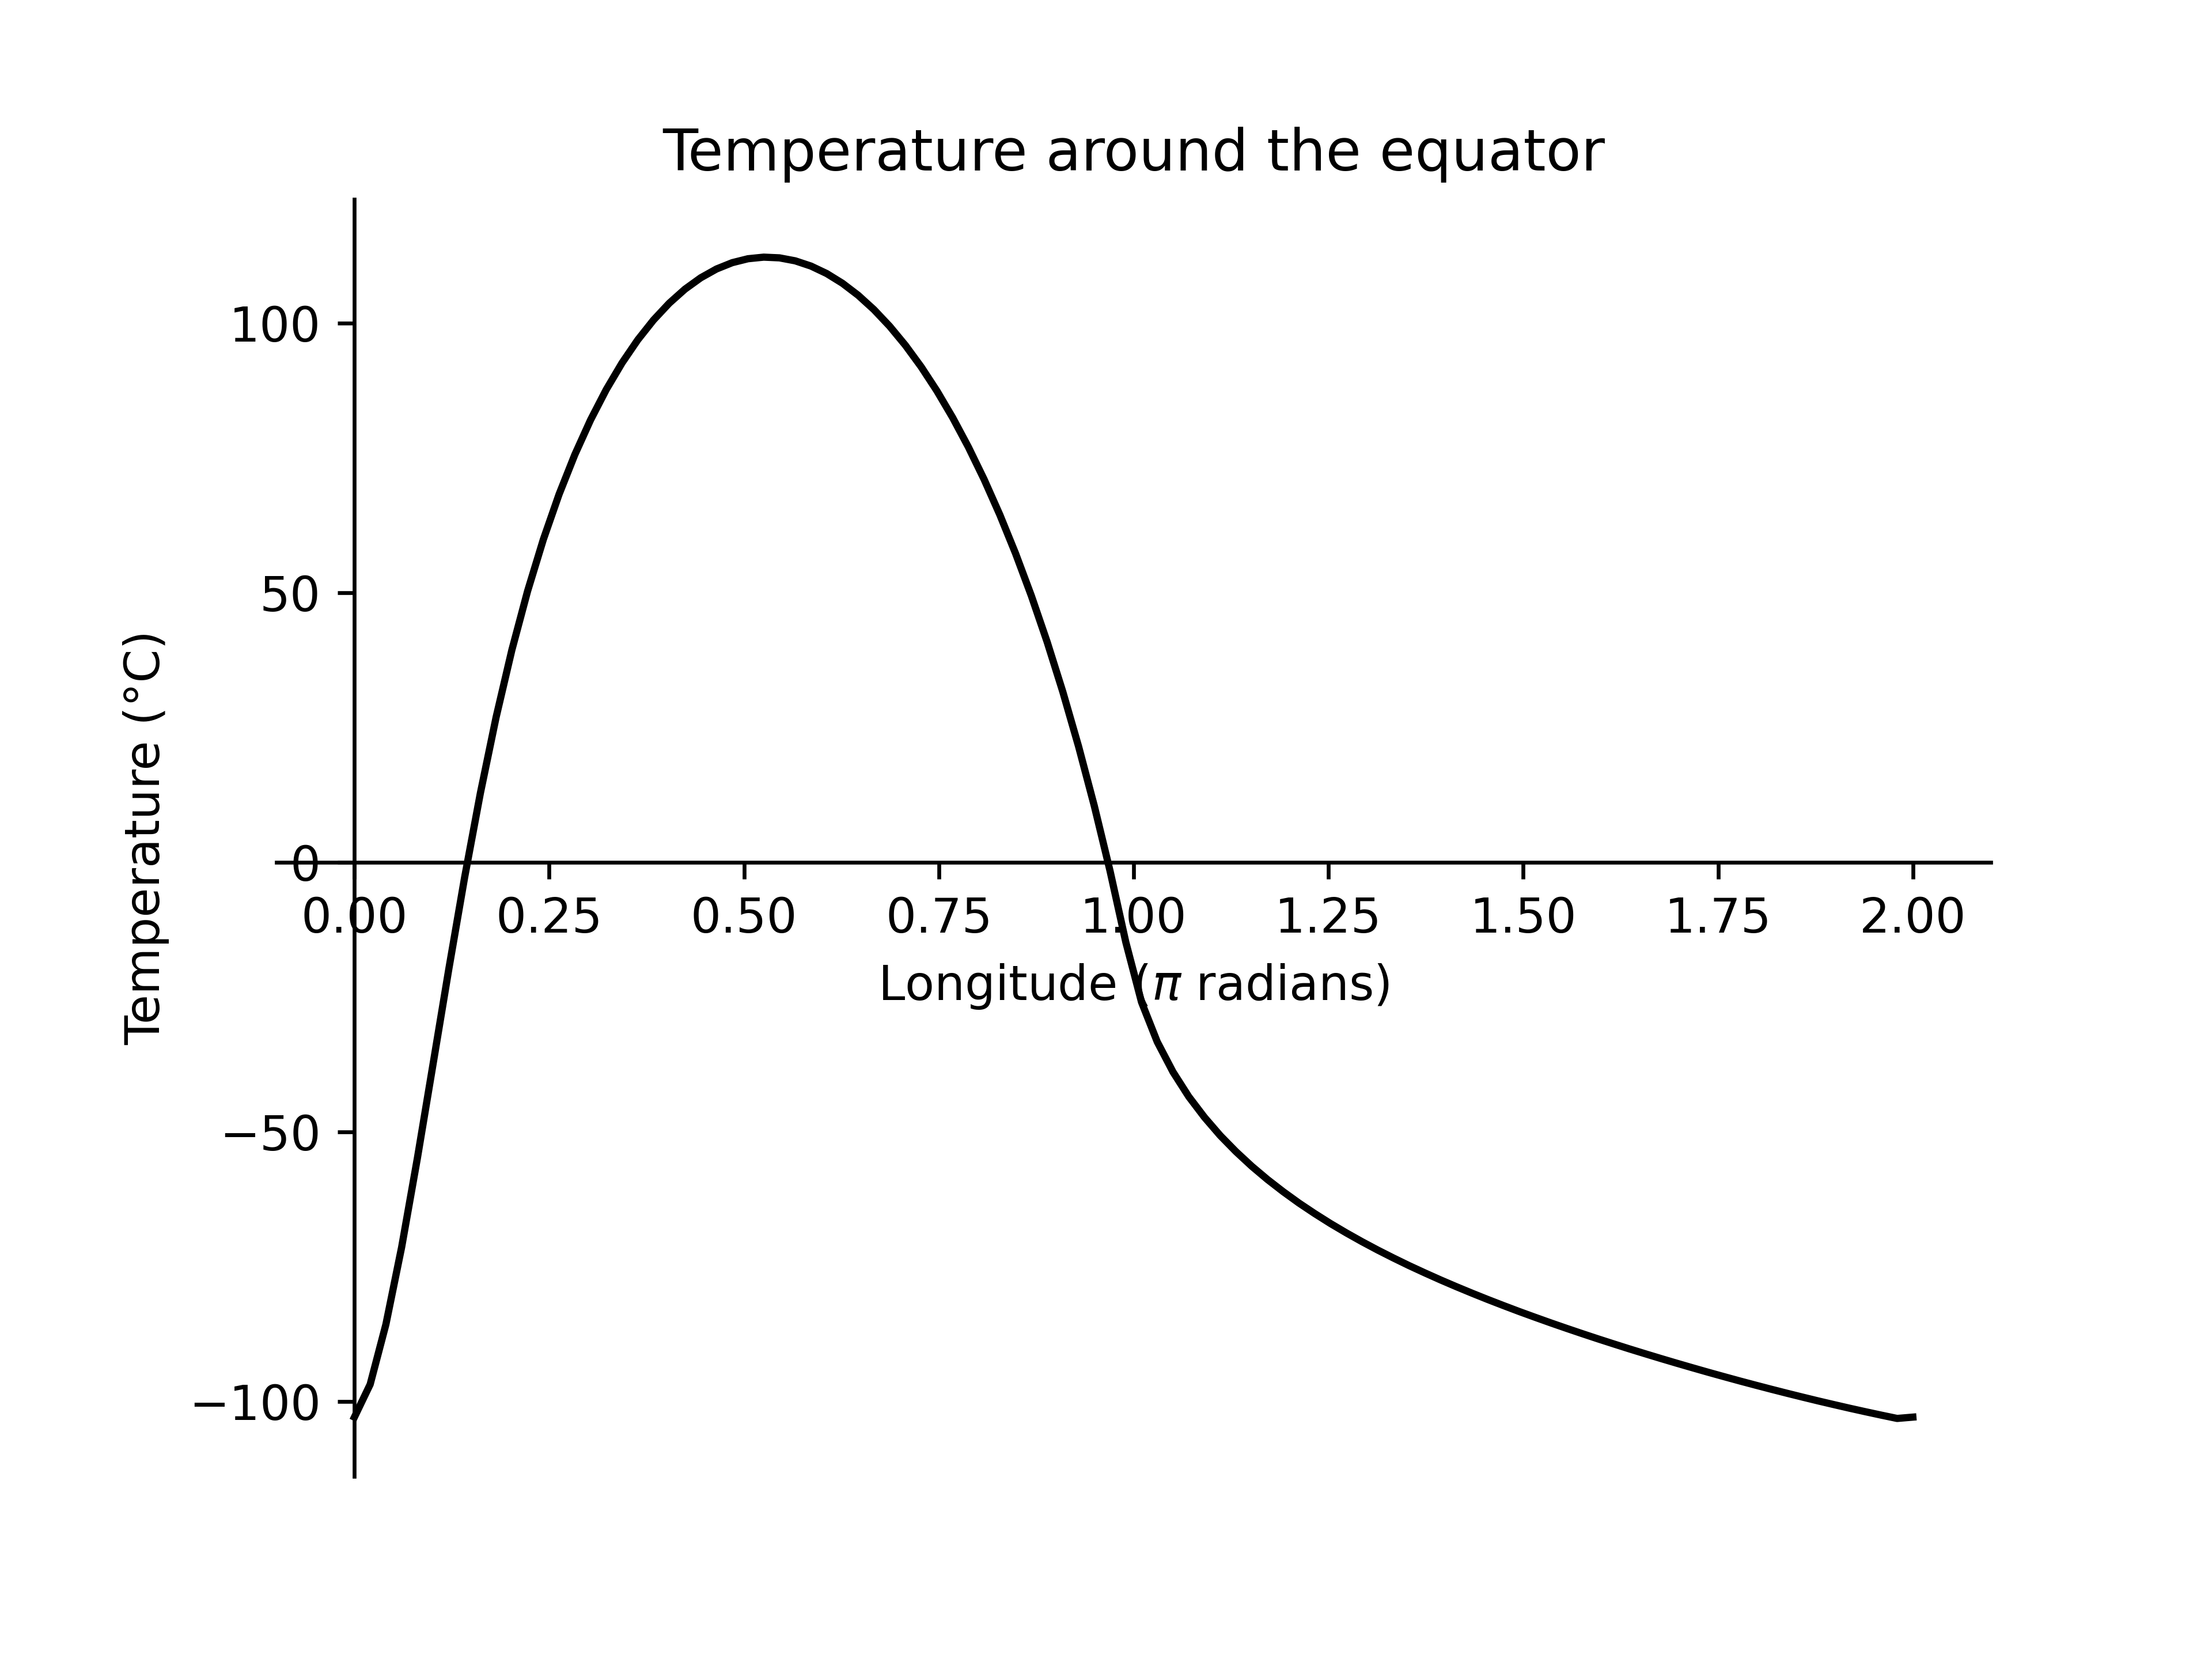 Temperature around the equator
Temperature (°C)
100
50
0
−50
−100
0.00 0.25 0.50 0.75 1.00 1.25 1.50 1.75 2.00
Longitude (π radians)